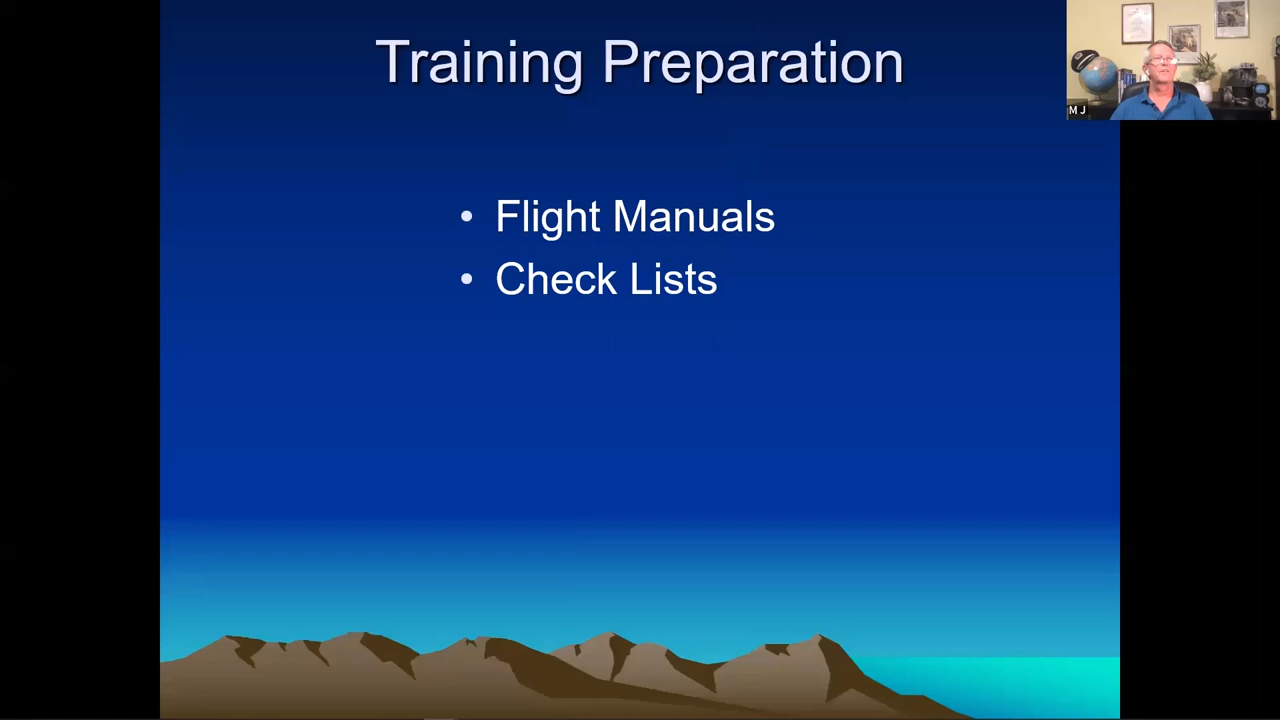 Training Preparation
M J
• Flight Manuals
• Check Lists